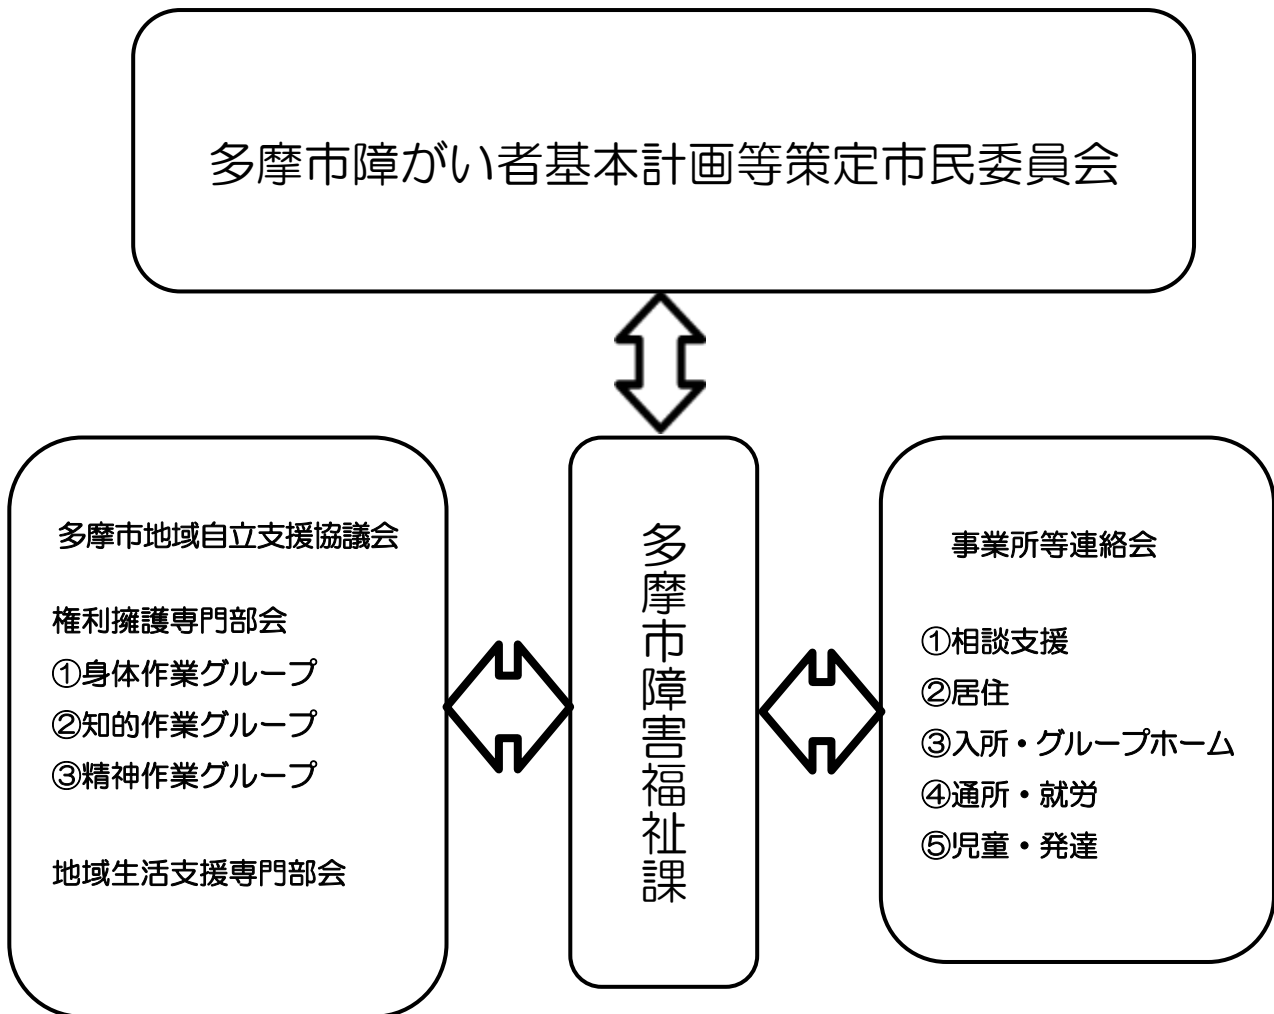 多摩市障がい者基本計画等策定市民委員会
多摩市地域自立支援協議会
権利擁護専門部会
①身体作業グループ
②知的作業グループ
③精神作業グループ
地域生活支援専門部会
多摩市障害福祉課
事業所等連絡会
①相談支援
②居住
③入所・グループホーム
④通所・就労
⑤児童・発達